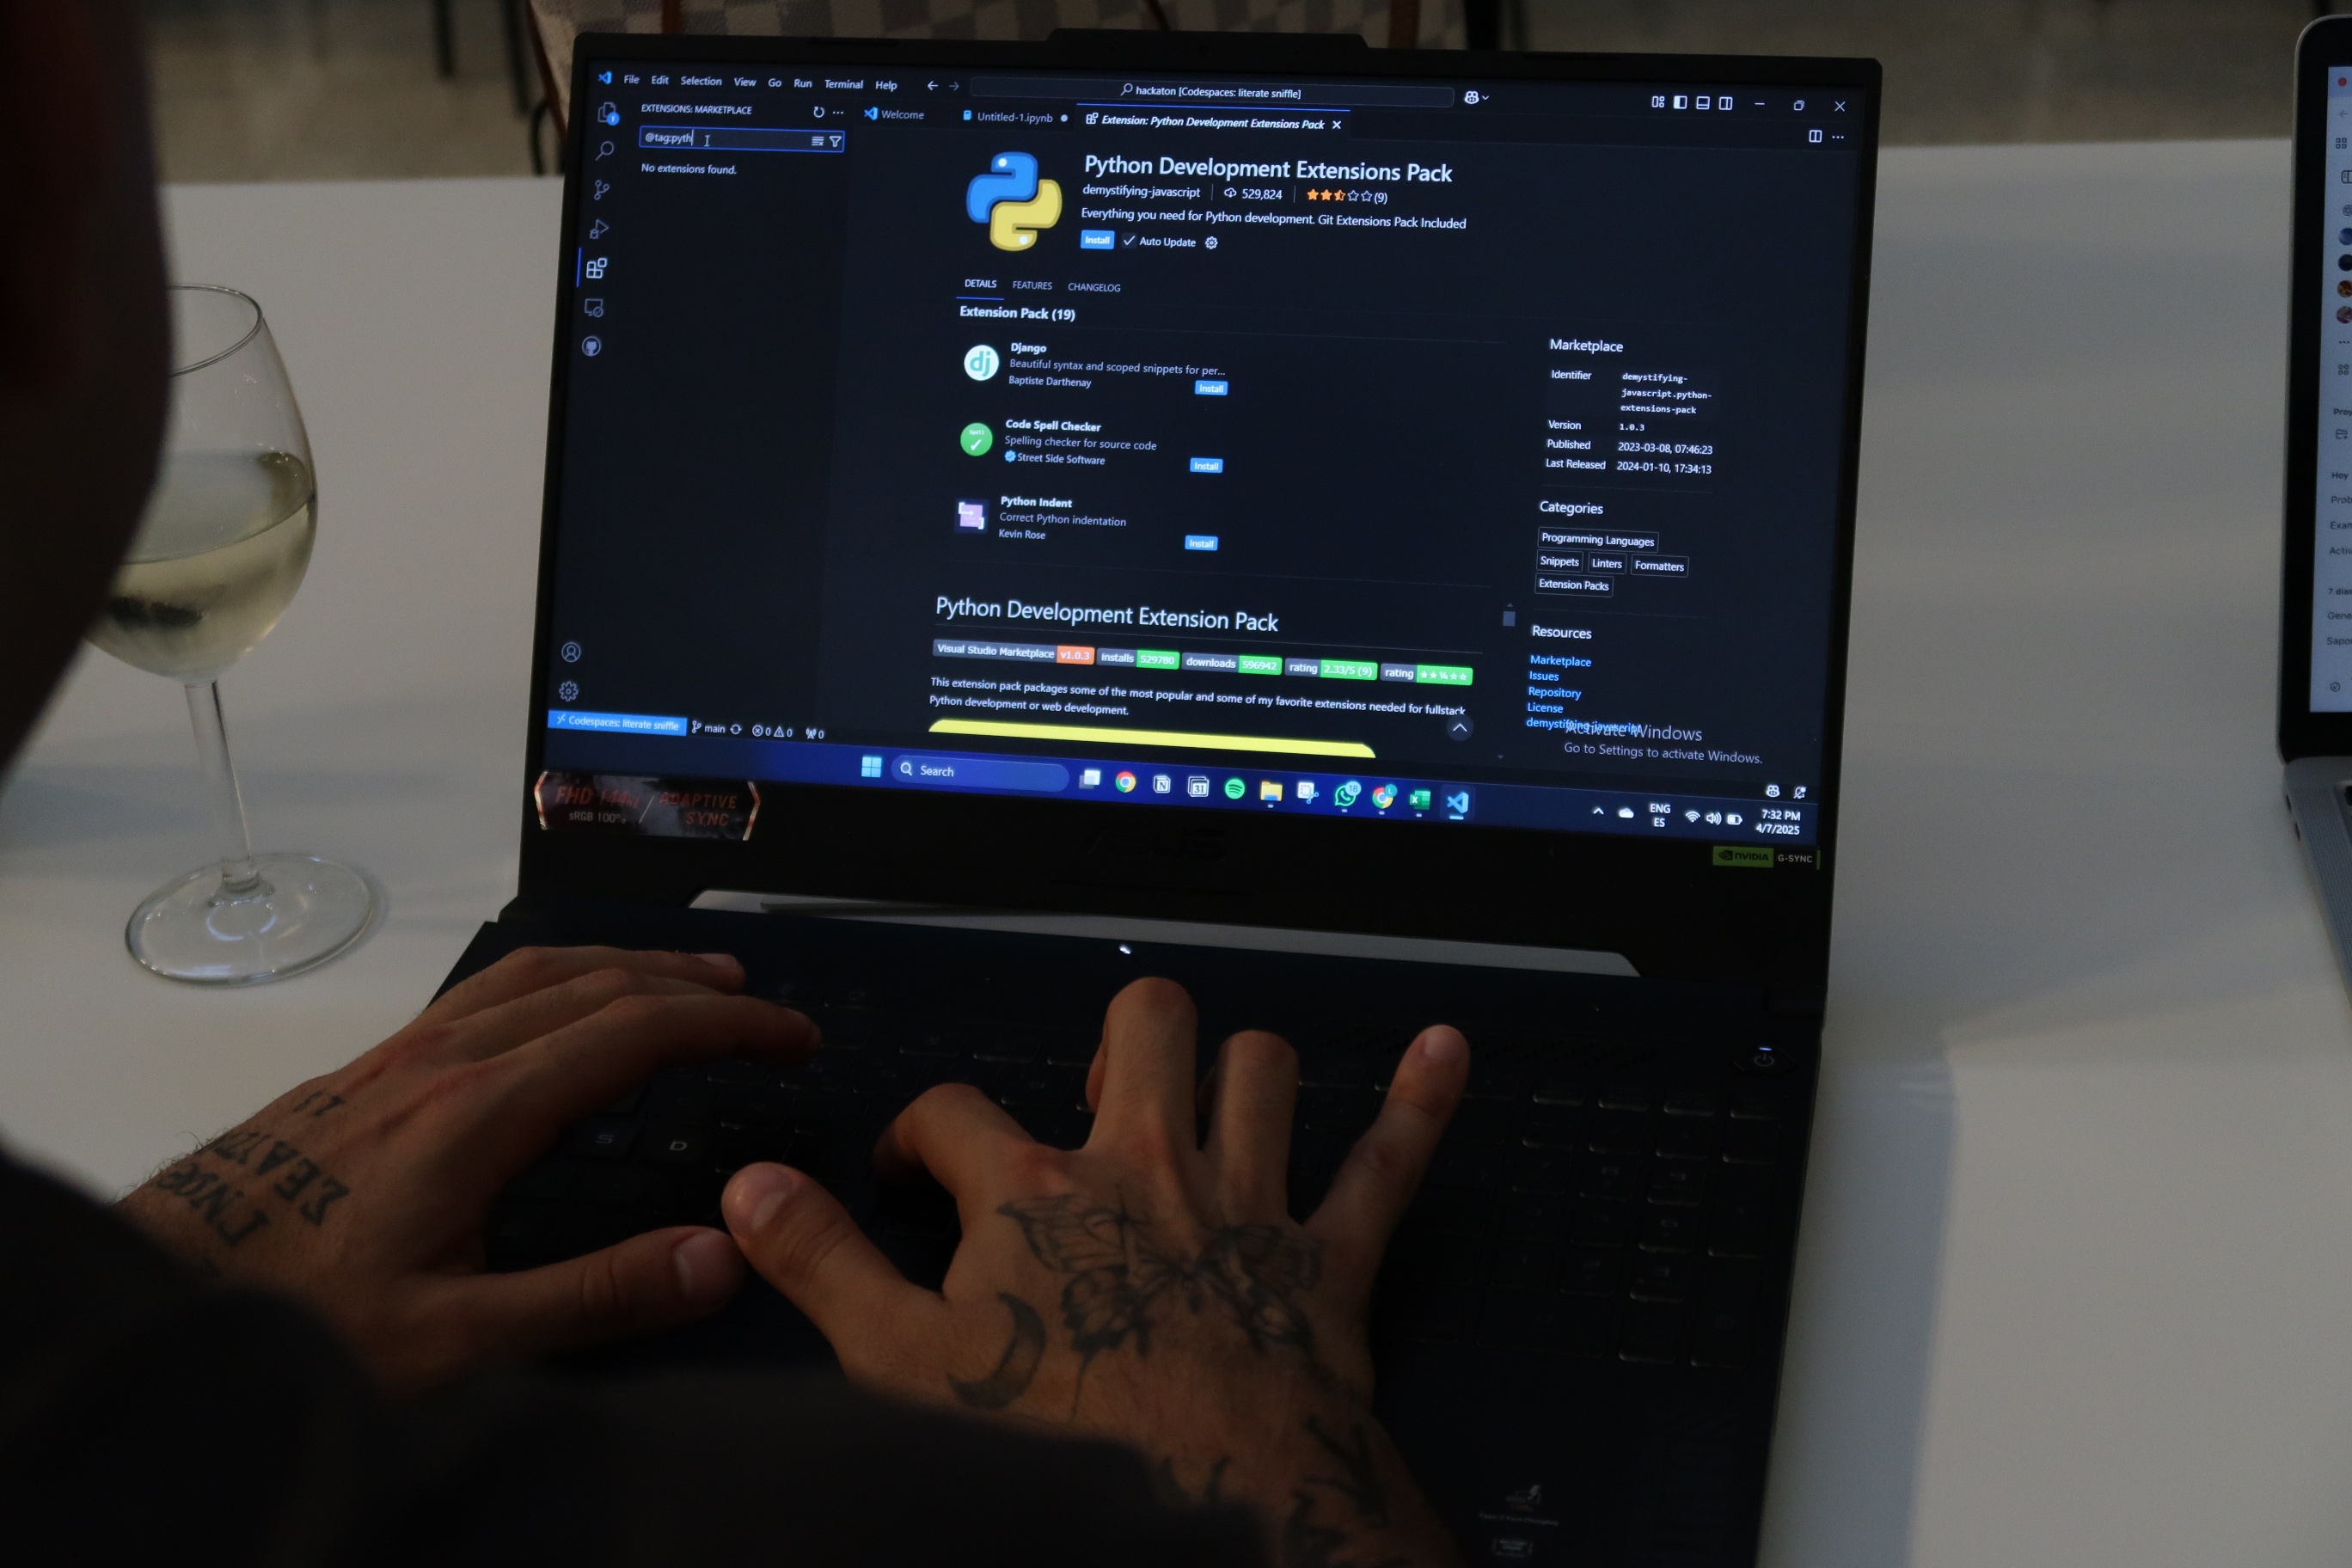 File Edit Selection View Go Run Terminal Help
hackaton [Codespaces: literate sniffle]
EXTENSIONS: MARKETPLACE
@tag:pyth
No extensions found.
Welcome
Untitled-1.ipynb
Extension: Python Development Extensions Pack
Python Development Extensions Pack
demystifying-javascript | 529,824 | (9)
Everything you need for Python development. Git Extensions Pack Included
Install Auto Update
DETAILS FEATURES CHANGELOG
Extension Pack (19)
dj
Django
Beautiful syntax and scoped snippets for per...
Baptiste Darthenay
Install
Code Spell Checker
Spelling checker for source code
Street Side Software
Install
Python Indent
Correct Python indentation
Kevin Rose
Install
Python Development Extension Pack
Visual Studio Marketplace v1.0.3 installs 529780 downloads 596942 rating 2.33/5 (9) rating
This extension pack packages some of the most popular and some of my favorite extensions needed for fullstack
Python development or web development.
Marketplace
Identifier demystifying-
javascript.python-
extensions-pack
Version 1.0.3
Published 2023-03-08, 07:46:23
Last Released 2024-01-10, 17:34:13
Categories
Programming Languages
Snippets Linters Formatters
Extension Packs
Resources
Marketplace
Issues
Repository
License
demystifying-javascript
Activate Windows
Go to Settings to activate Windows.
Codespaces: literate sniffle main 0 0 0
Search
31
18
ENG
ES
7:32 PM
4/7/2025
FHD 144Hz / ADAPTIVE
sRGB 100% SYNC
ASUS
NVIDIA G-SYNC
S D